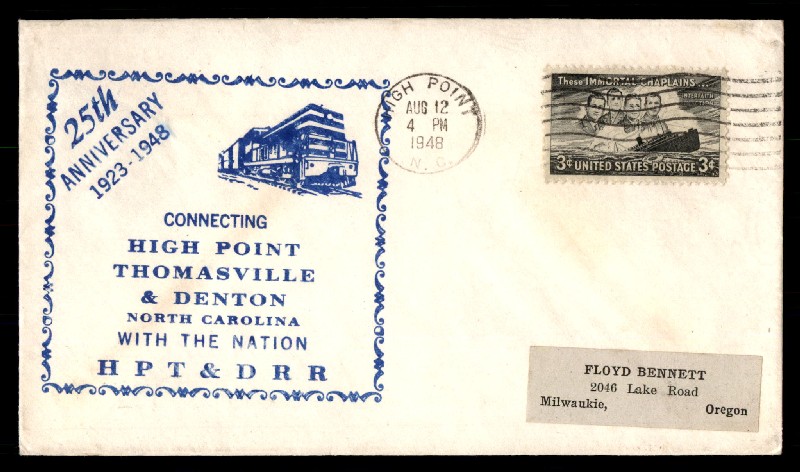 25th
ANNIVERSARY
1923-1948
CONNECTING
HIGH POINT
THOMASVILLE
& DENTON
NORTH CAROLINA
WITH THE NATION
H P T & D R R
HIGH POINT
AUG 12
4 PM
1948
N. C.
These IMMORTAL CHAPLAINS...
INTERFAITH
3¢ UNITED STATES POSTAGE 3¢
FLOYD BENNETT
2046 Lake Road
Milwaukie, Oregon